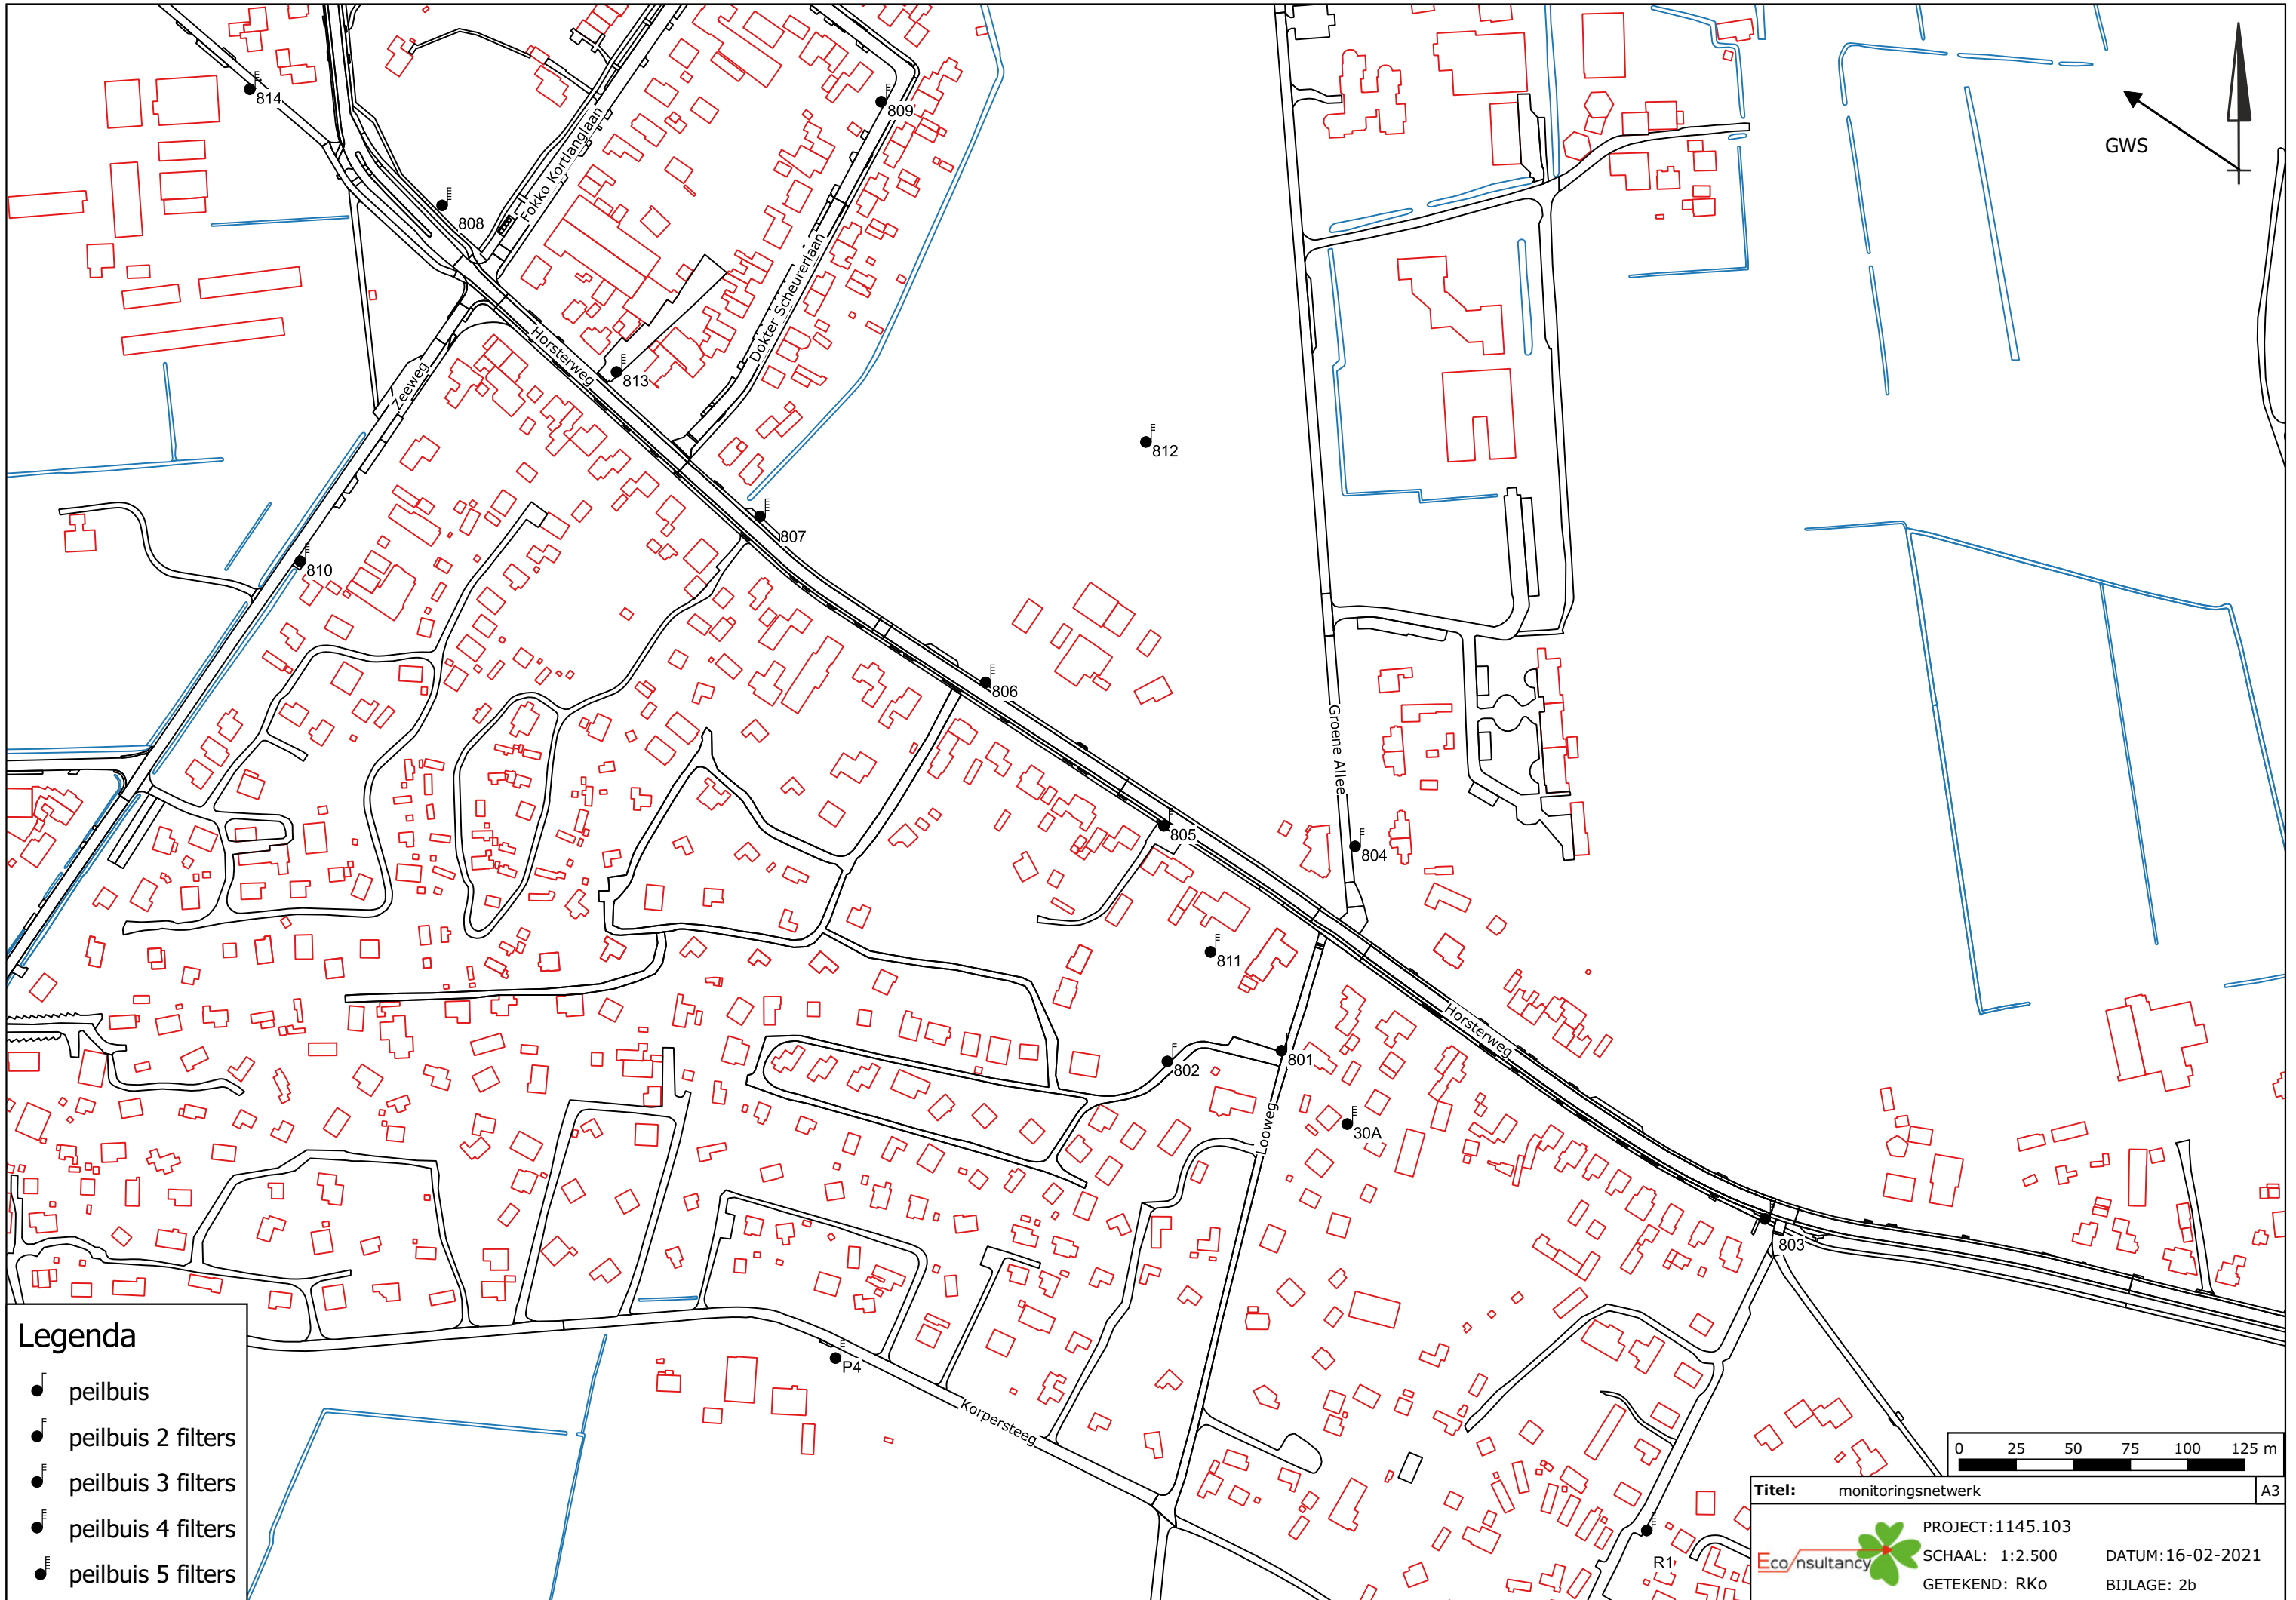 814
809
GWS
Fokko Kortlanglaan
808
Dokter Scheurerlaan
Horsterweg
813
Zeeweg
812
807
810
806
Groene Allee
805
804
811
Horsterweg
801
802
Looweg
30A
803
P4
Korpersteeg
R1
Legenda
peilbuis
peilbuis 2 filters
peilbuis 3 filters
peilbuis 4 filters
peilbuis 5 filters
0 25 50 75 100 125 m
Titel: monitoringsnetwerk A3
Econsultancy
PROJECT: 1145.103
SCHAAL: 1:2.500 DATUM: 16-02-2021
GETEKEND: RKo BIJLAGE: 2b